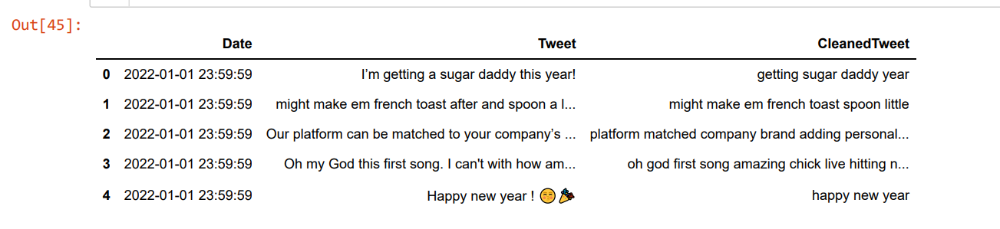 Out[45]:
Date Tweet CleanedTweet
0 2022-01-01 23:59:59 I’m getting a sugar daddy this year! getting sugar daddy year
1 2022-01-01 23:59:59 might make em french toast after and spoon a l... might make em french toast spoon little
2 2022-01-01 23:59:59 Our platform can be matched to your company’s ... platform matched company brand adding personal...
3 2022-01-01 23:59:59 Oh my God this first song. I can't with how am... oh god first song amazing chick live hitting n...
4 2022-01-01 23:59:59 Happy new year ! 😁🎉 happy new year